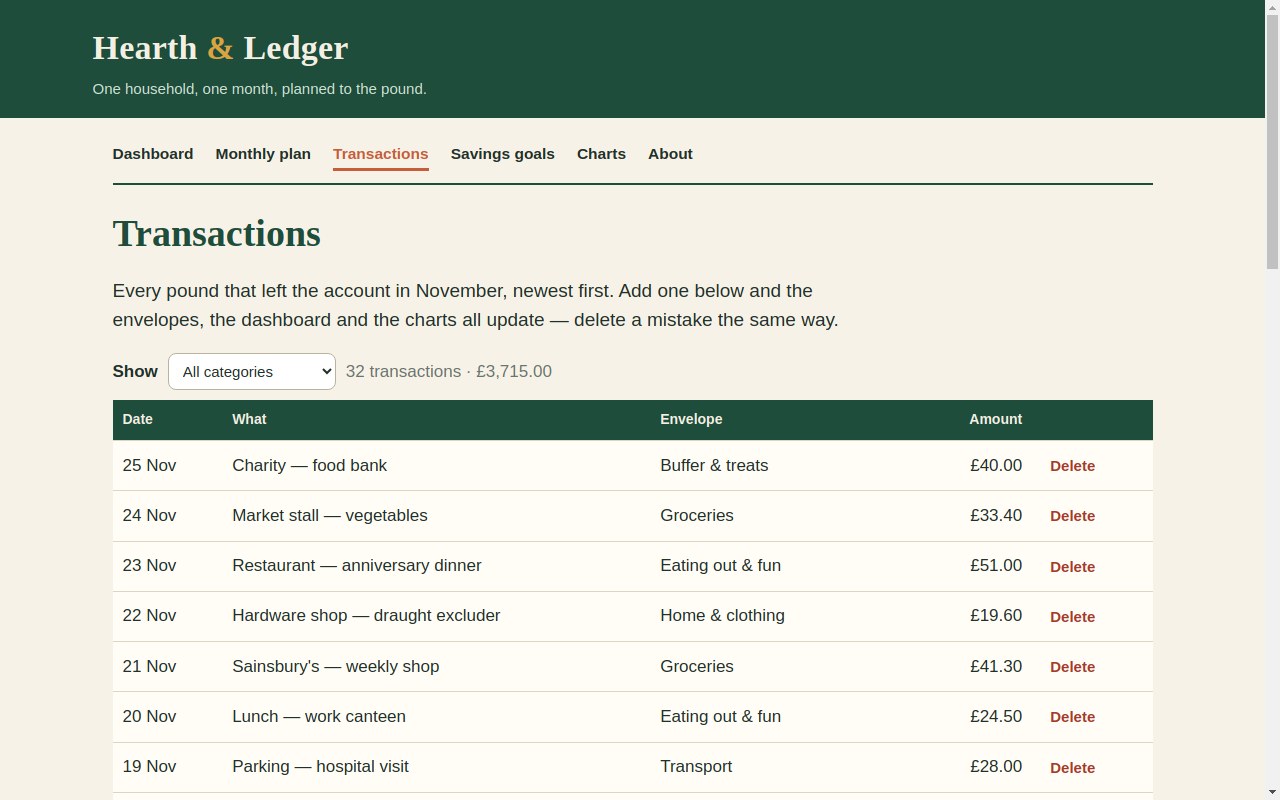 Hearth & Ledger
One household, one month, planned to the pound.
Dashboard Monthly plan Transactions Savings goals Charts About
Transactions
Every pound that left the account in November, newest first. Add one below and the
envelopes, the dashboard and the charts all update — delete a mistake the same way.
Show All categories 32 transactions · £3,715.00
Date What Envelope Amount
25 Nov Charity — food bank Buffer & treats £40.00 Delete
24 Nov Market stall — vegetables Groceries £33.40 Delete
23 Nov Restaurant — anniversary dinner Eating out & fun £51.00 Delete
22 Nov Hardware shop — draught excluder Home & clothing £19.60 Delete
21 Nov Sainsbury's — weekly shop Groceries £41.30 Delete
20 Nov Lunch — work canteen Eating out & fun £24.50 Delete
19 Nov Parking — hospital visit Transport £28.00 Delete